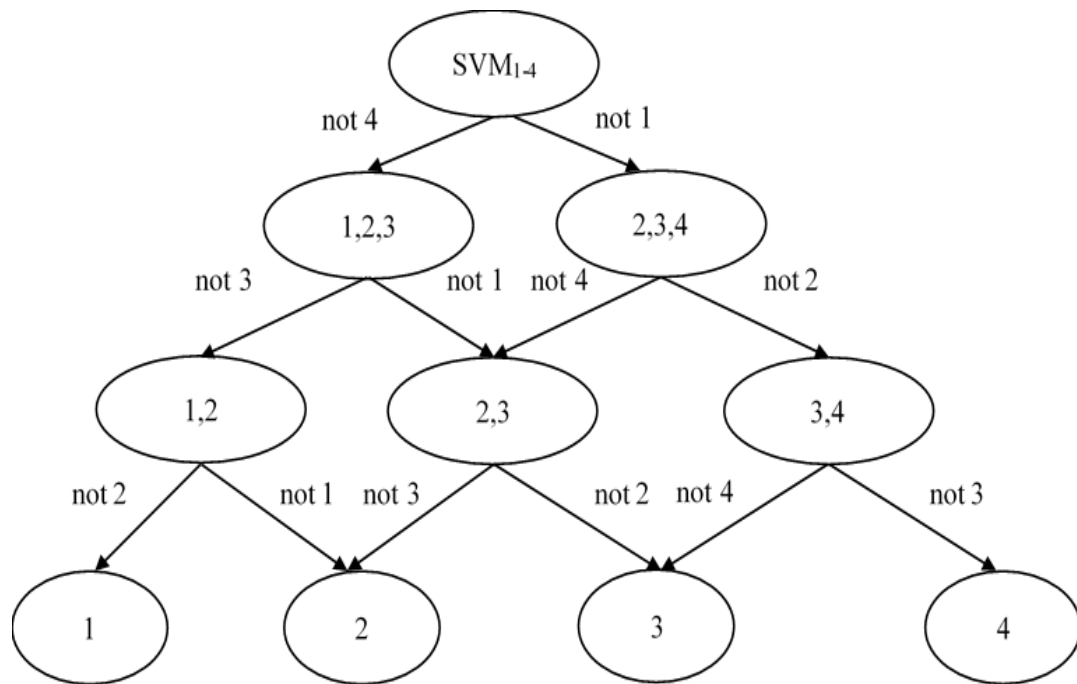 SVM₁₋₄
not 4
not 1
1,2,3
2,3,4
not 3
not 1
not 4
not 2
1,2
2,3
3,4
not 2
not 1
not 3
not 2
not 4
not 3
1
2
3
4